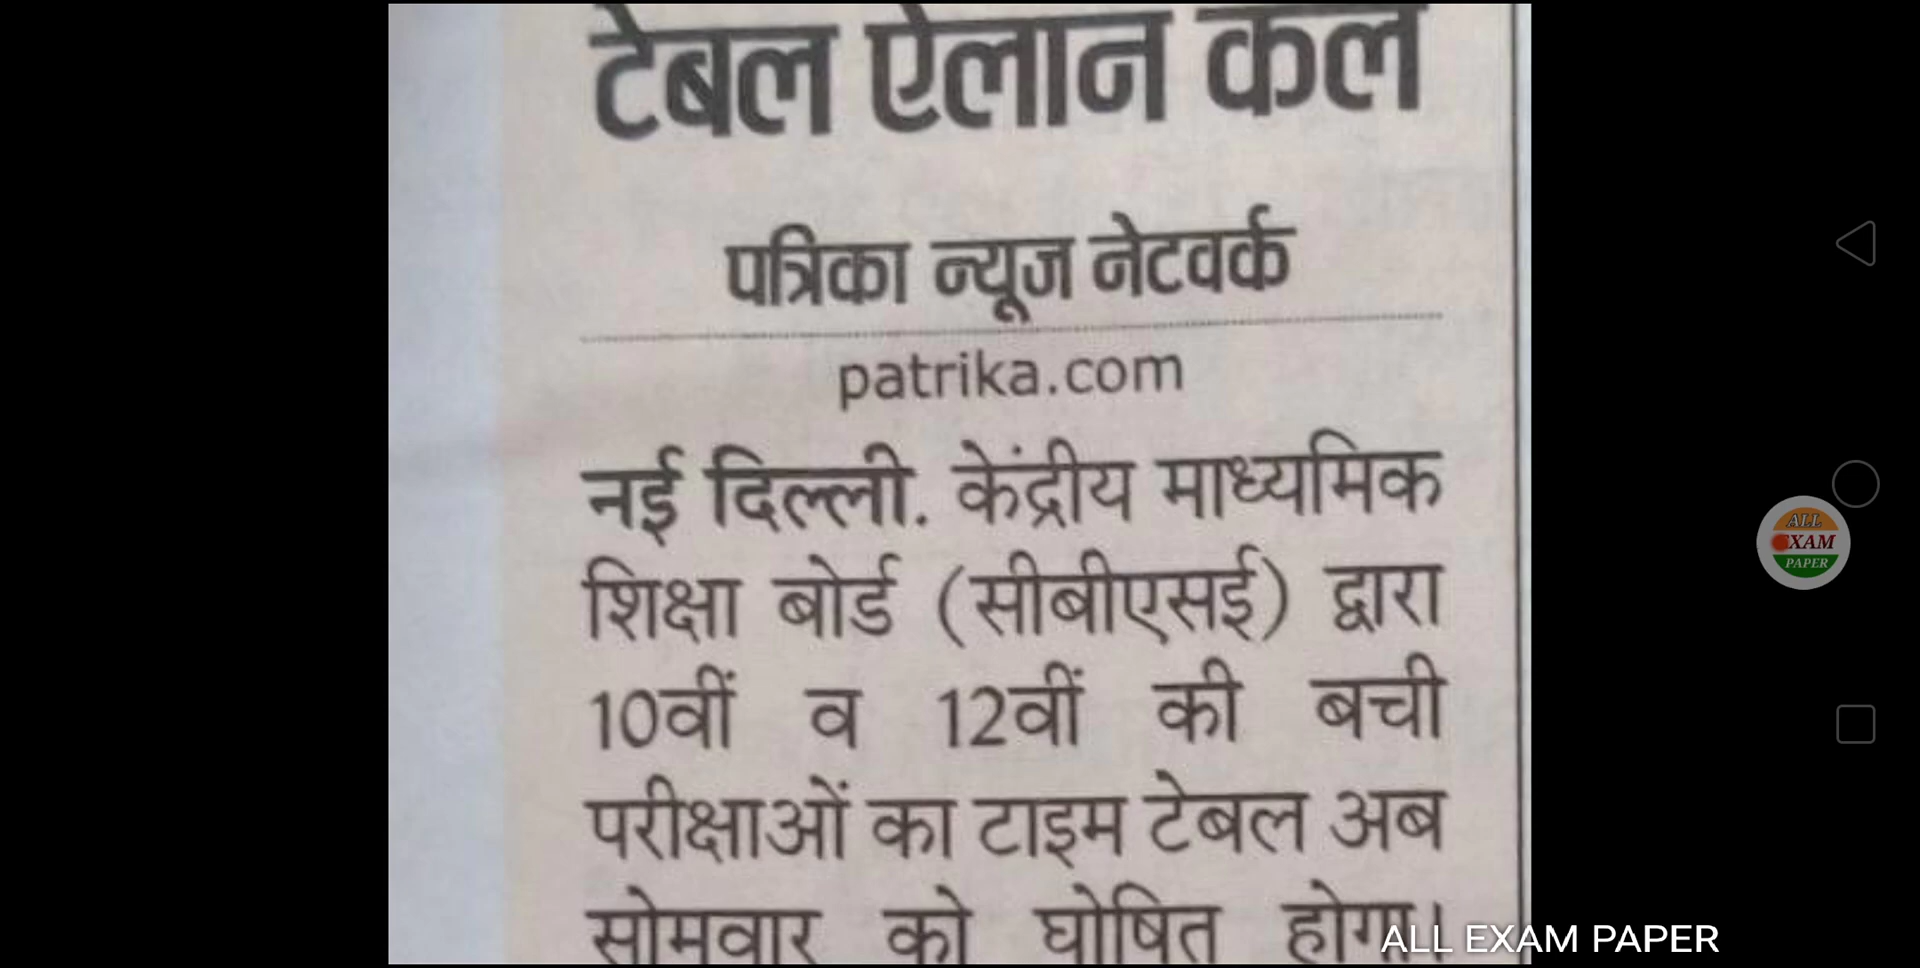 टेबल ऐलान कल
पत्रिका न्यूज नेटवर्क
patrika.com
नई दिल्ली. केंद्रीय माध्यमिक
शिक्षा बोर्ड (सीबीएसई) द्वारा
10वीं व 12वीं की बची
परीक्षाओं का टाइम टेबल अब
सोमवार को घोषित होगा।
ALL
EXAM
PAPER
ALL EXAM PAPER